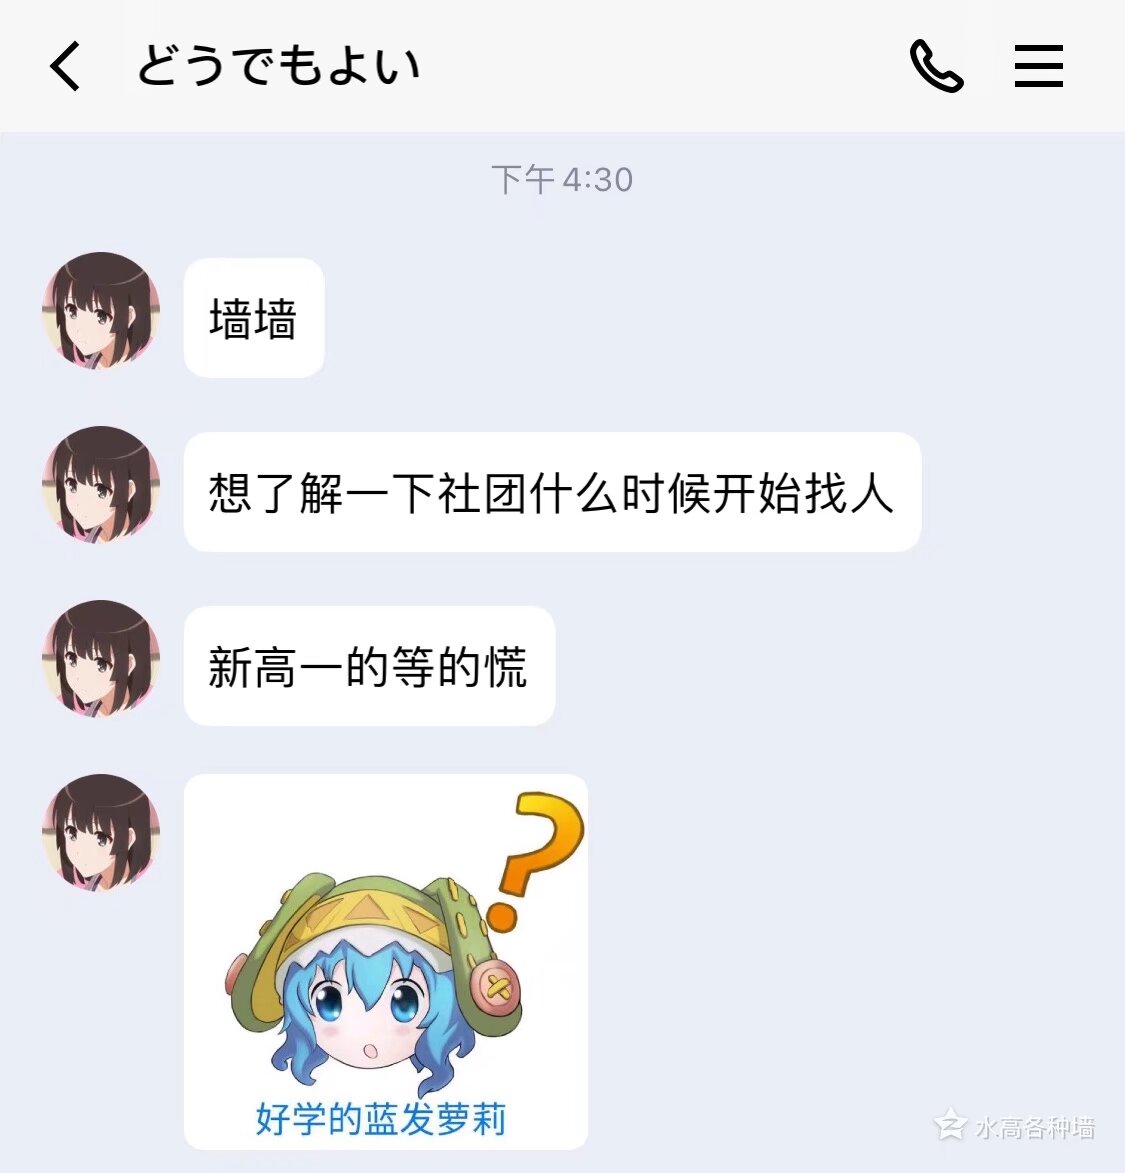 どうでもよい
下午 4:30
墙墙
想了解一下社团什么时候开始找人
新高一的等的慌
?
好学的蓝发萝莉
水高各种墙